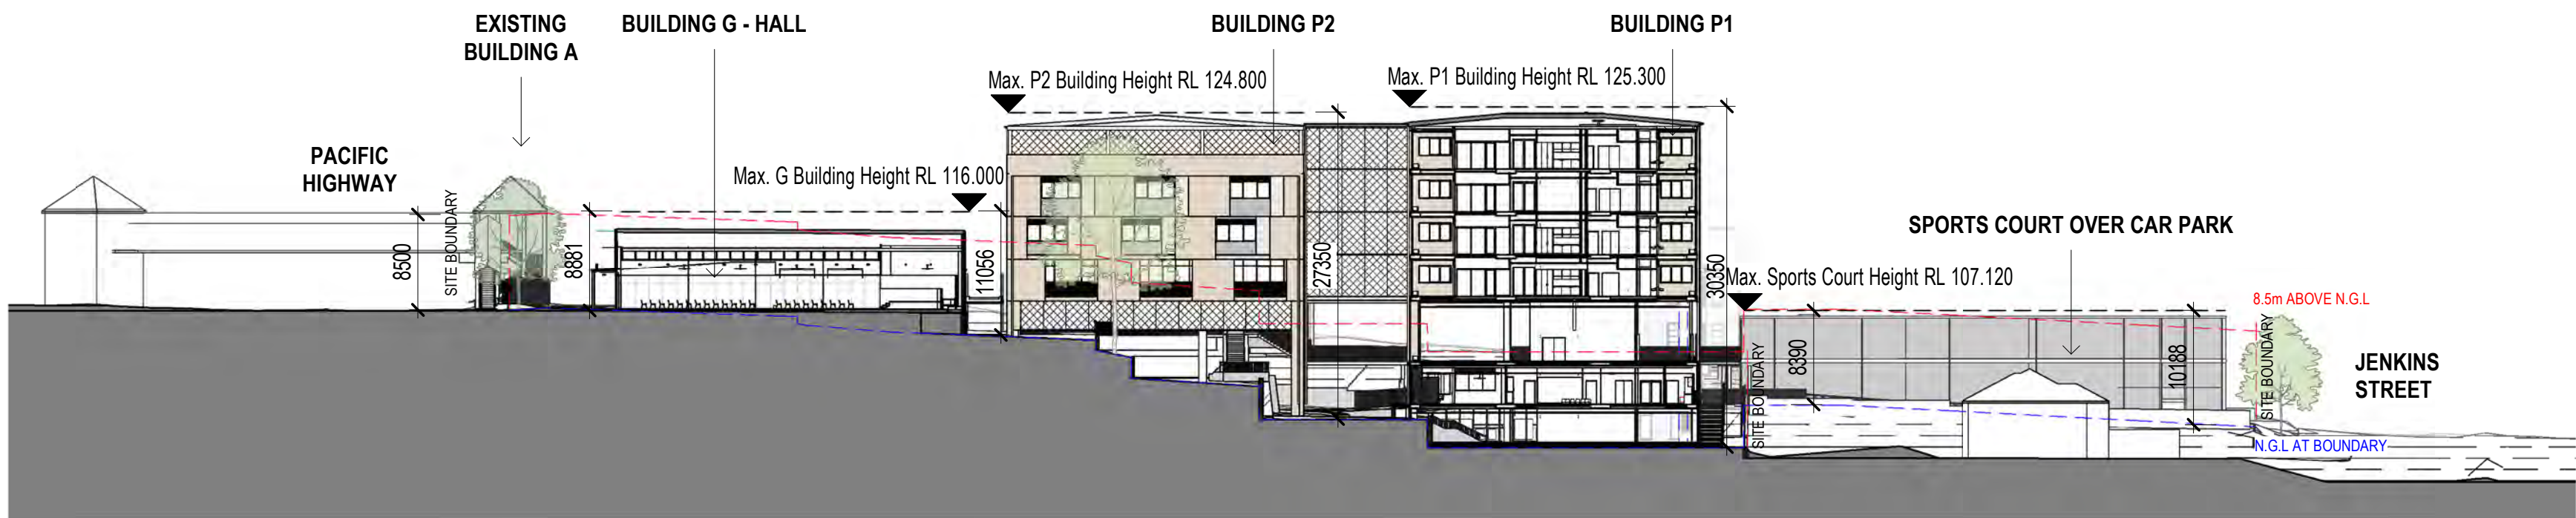 EXISTING
BUILDING A
BUILDING G - HALL
BUILDING P2
BUILDING P1
Max. P2 Building Height RL 124.800
Max. P1 Building Height RL 125.300
PACIFIC
HIGHWAY
Max. G Building Height RL 116.000
SITE BOUNDARY
8500
8881
11056
27350
30350
SPORTS COURT OVER CAR PARK
Max. Sports Court Height RL 107.120
8.5m ABOVE N.G.L
SITE BOUNDARY
8390
10188
SITE BOUNDARY
JENKINS
STREET
N.G.L AT BOUNDARY